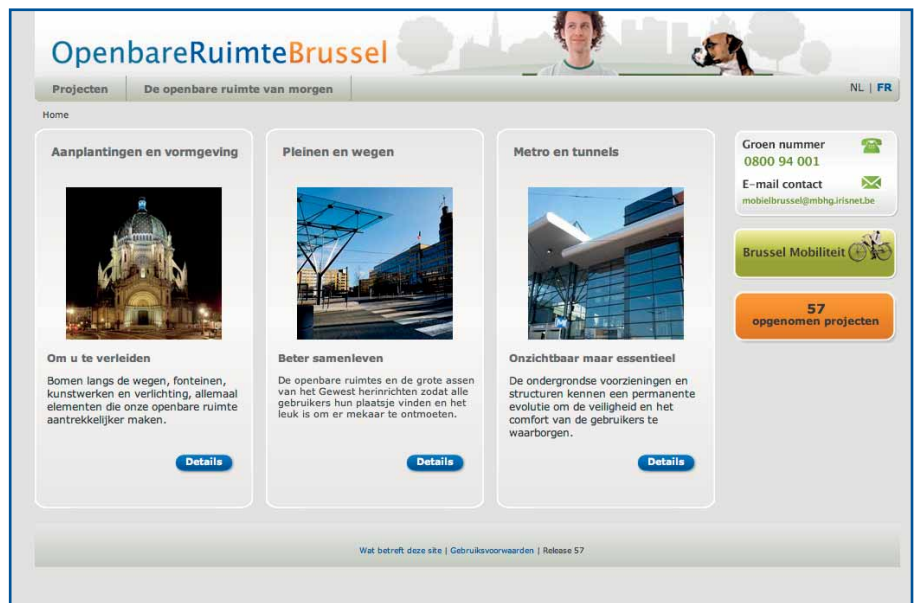 OpenbareRuimteBrussel
Projecten
De openbare ruimte van morgen
NL | FR
Home
Aanplantingen en vormgeving
Om u te verleiden
Bomen langs de wegen, fonteinen,
kunstwerken en verlichting, allemaal
elementen die onze openbare ruimte
aantrekkelijker maken.
Details
Pleinen en wegen
Beter samenleven
De openbare ruimtes en de grote assen
van het Gewest herinrichten zodat alle
gebruikers hun plaatsje vinden en het
leuk is om er mekaar te ontmoeten.
Details
Metro en tunnels
Onzichtbaar maar essentieel
De ondergrondse voorzieningen en
structuren kennen een permanente
evolutie om de veiligheid en het
comfort van de gebruikers te
waarborgen.
Details
Groen nummer
0800 94 001
E-mail contact
mobielbrussel@mbhg.irisnet.be
Brussel Mobiliteit
57
opgenomen projecten
Wat betreft deze site | Gebruiksvoorwaarden | Release 57